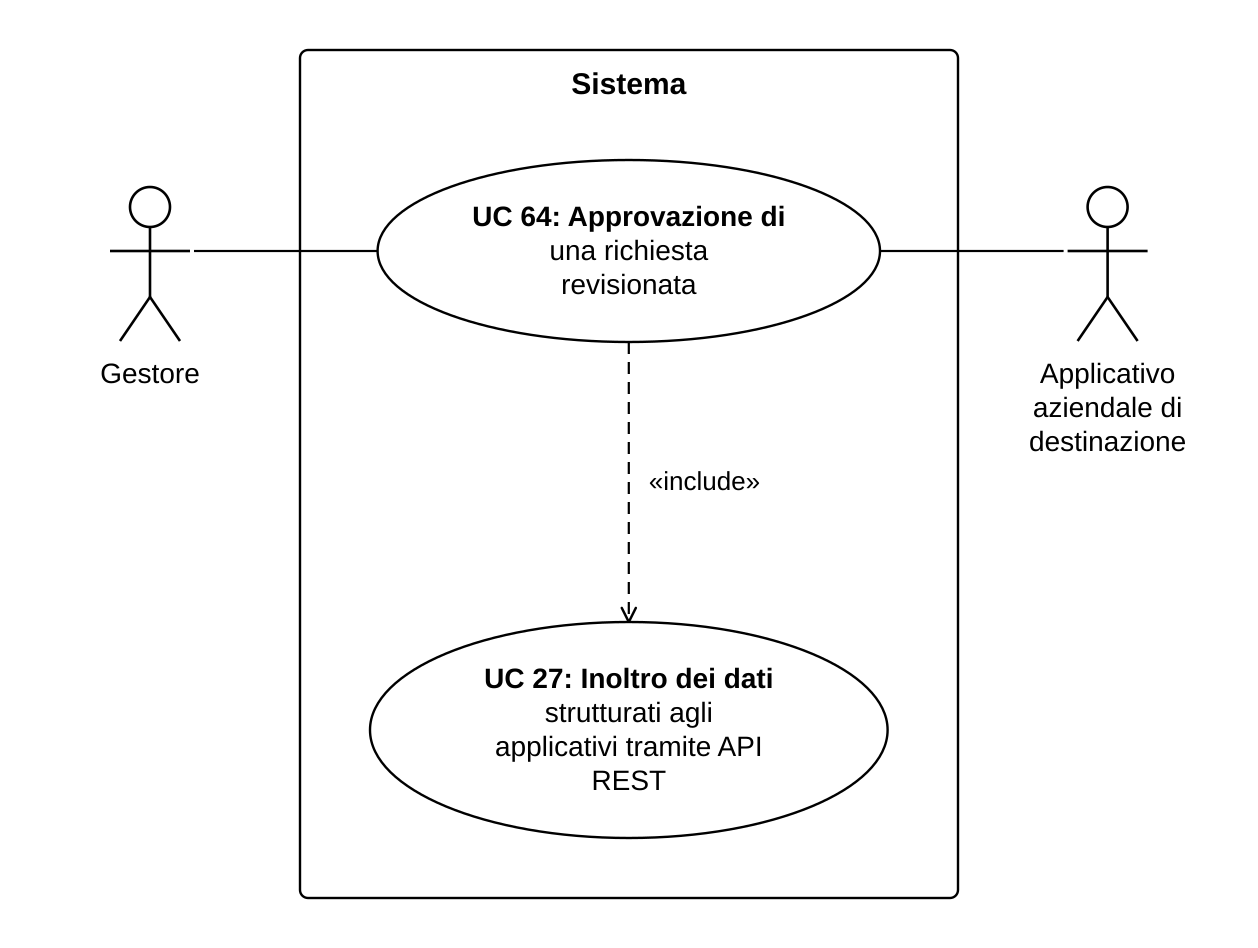 Sistema
UC 64: Approvazione di
una richiesta
revisionata
Gestore
Applicativo
aziendale di
destinazione
«include»
UC 27: Inoltro dei dati
strutturati agli
applicativi tramite API
REST